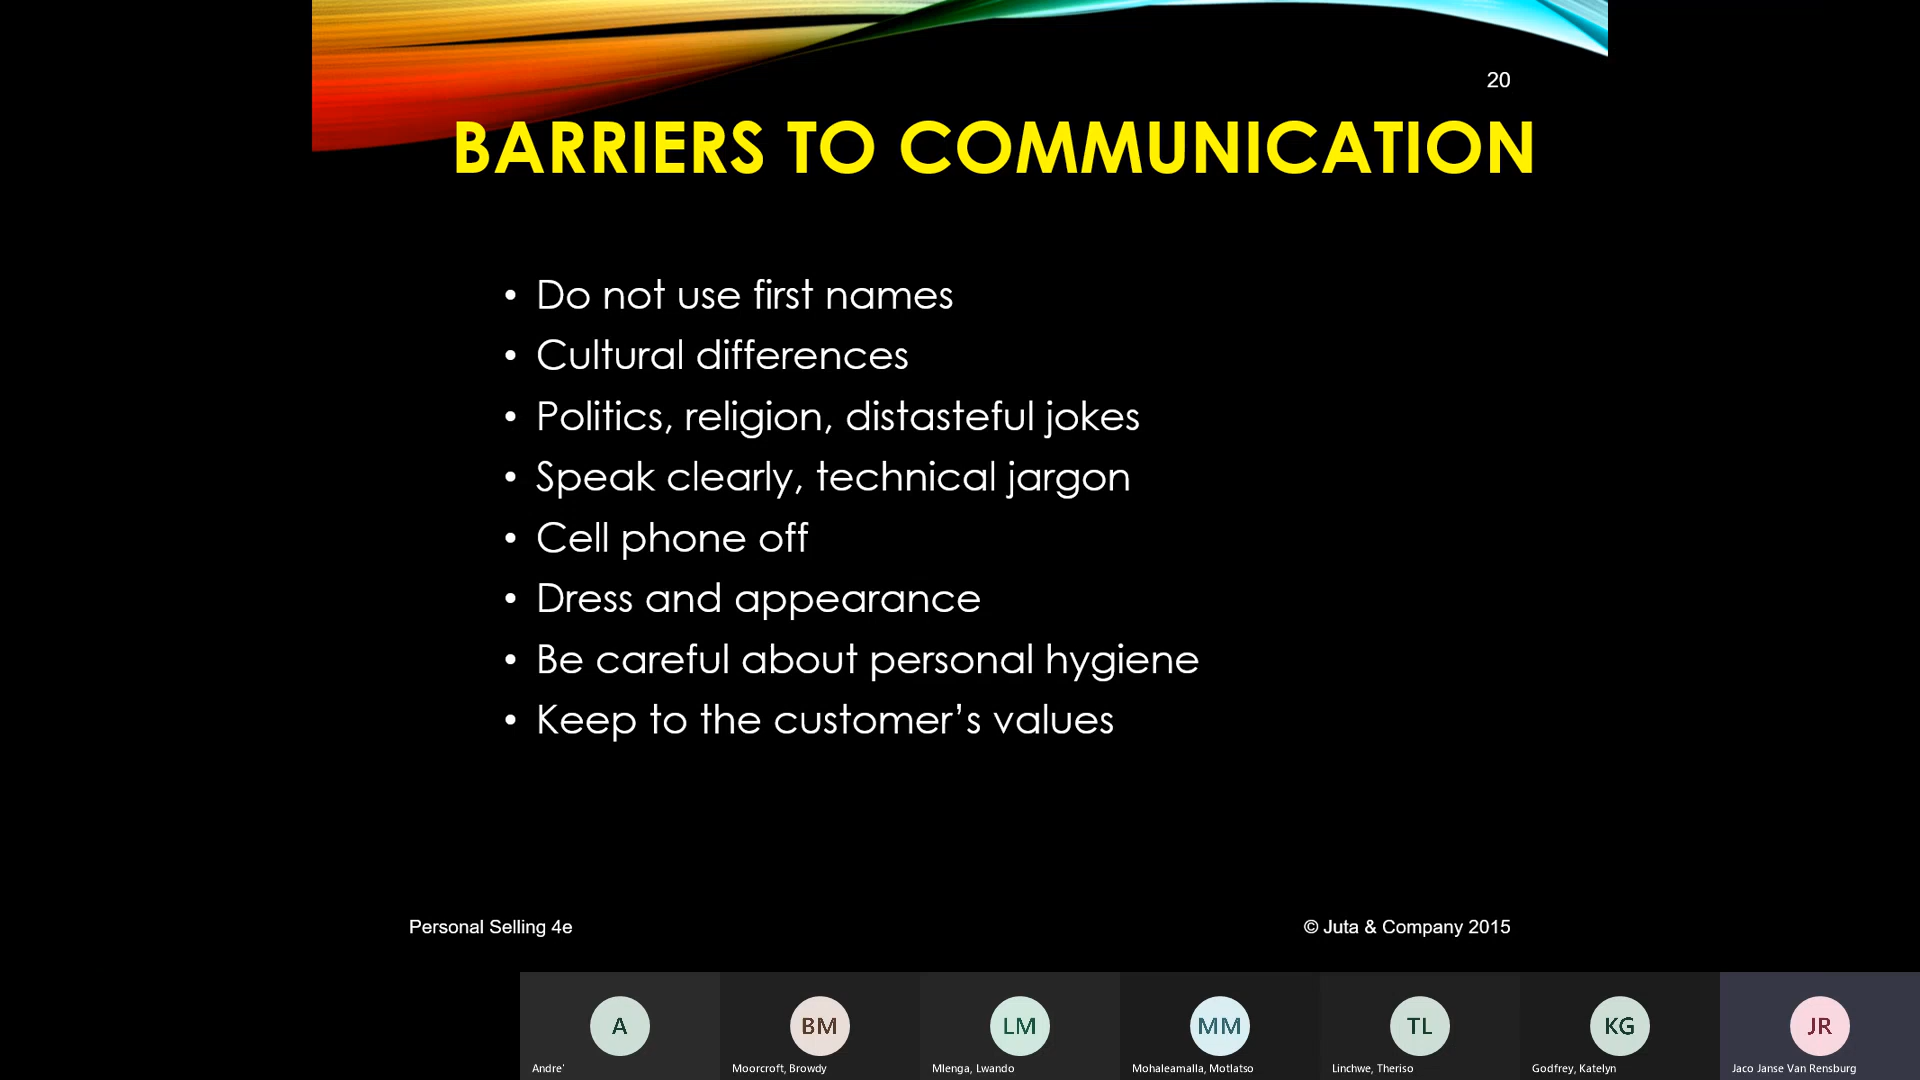 20
BARRIERS TO COMMUNICATION
• Do not use first names
• Cultural differences
• Politics, religion, distasteful jokes
• Speak clearly, technical jargon
• Cell phone off
• Dress and appearance
• Be careful about personal hygiene
• Keep to the customer’s values
Personal Selling 4e
© Juta & Company 2015
A
BM
LM
MM
TL
KG
JR
Andre'
Moorcroft, Browdy
Mlenga, Lwando
Mohaleamalla, Motlatso
Linchwe, Theriso
Godfrey, Katelyn
Jaco Janse Van Rensburg